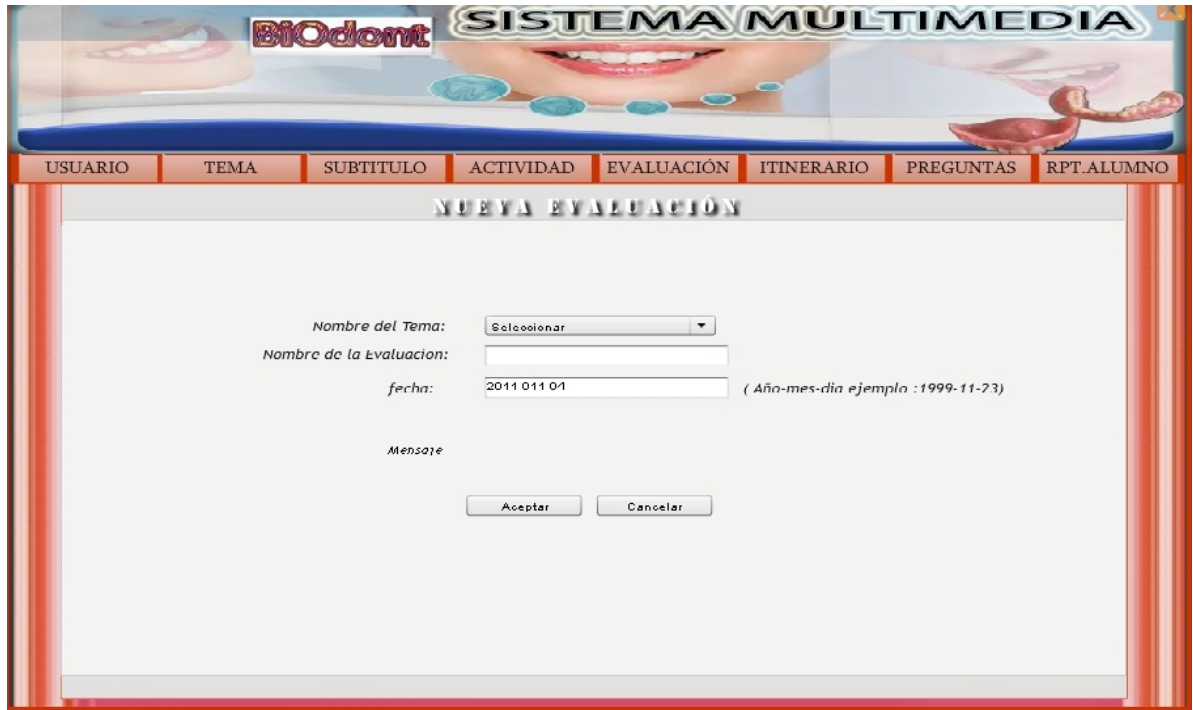 BiOdont
SISTEMA MULTIMEDIA
USUARIO TEMA SUBTITULO ACTIVIDAD EVALUACIÓN ITINERARIO PREGUNTAS RPT.ALUMNO
NUEVA EVALUACIÓN
Nombre del Tema: Seleccionar
Nombre de la Evaluacion:
fecha: 2011 011 04 ( Año-mes-dia ejemplo :1999-11-23)
Mensaje
Aceptar Cancelar